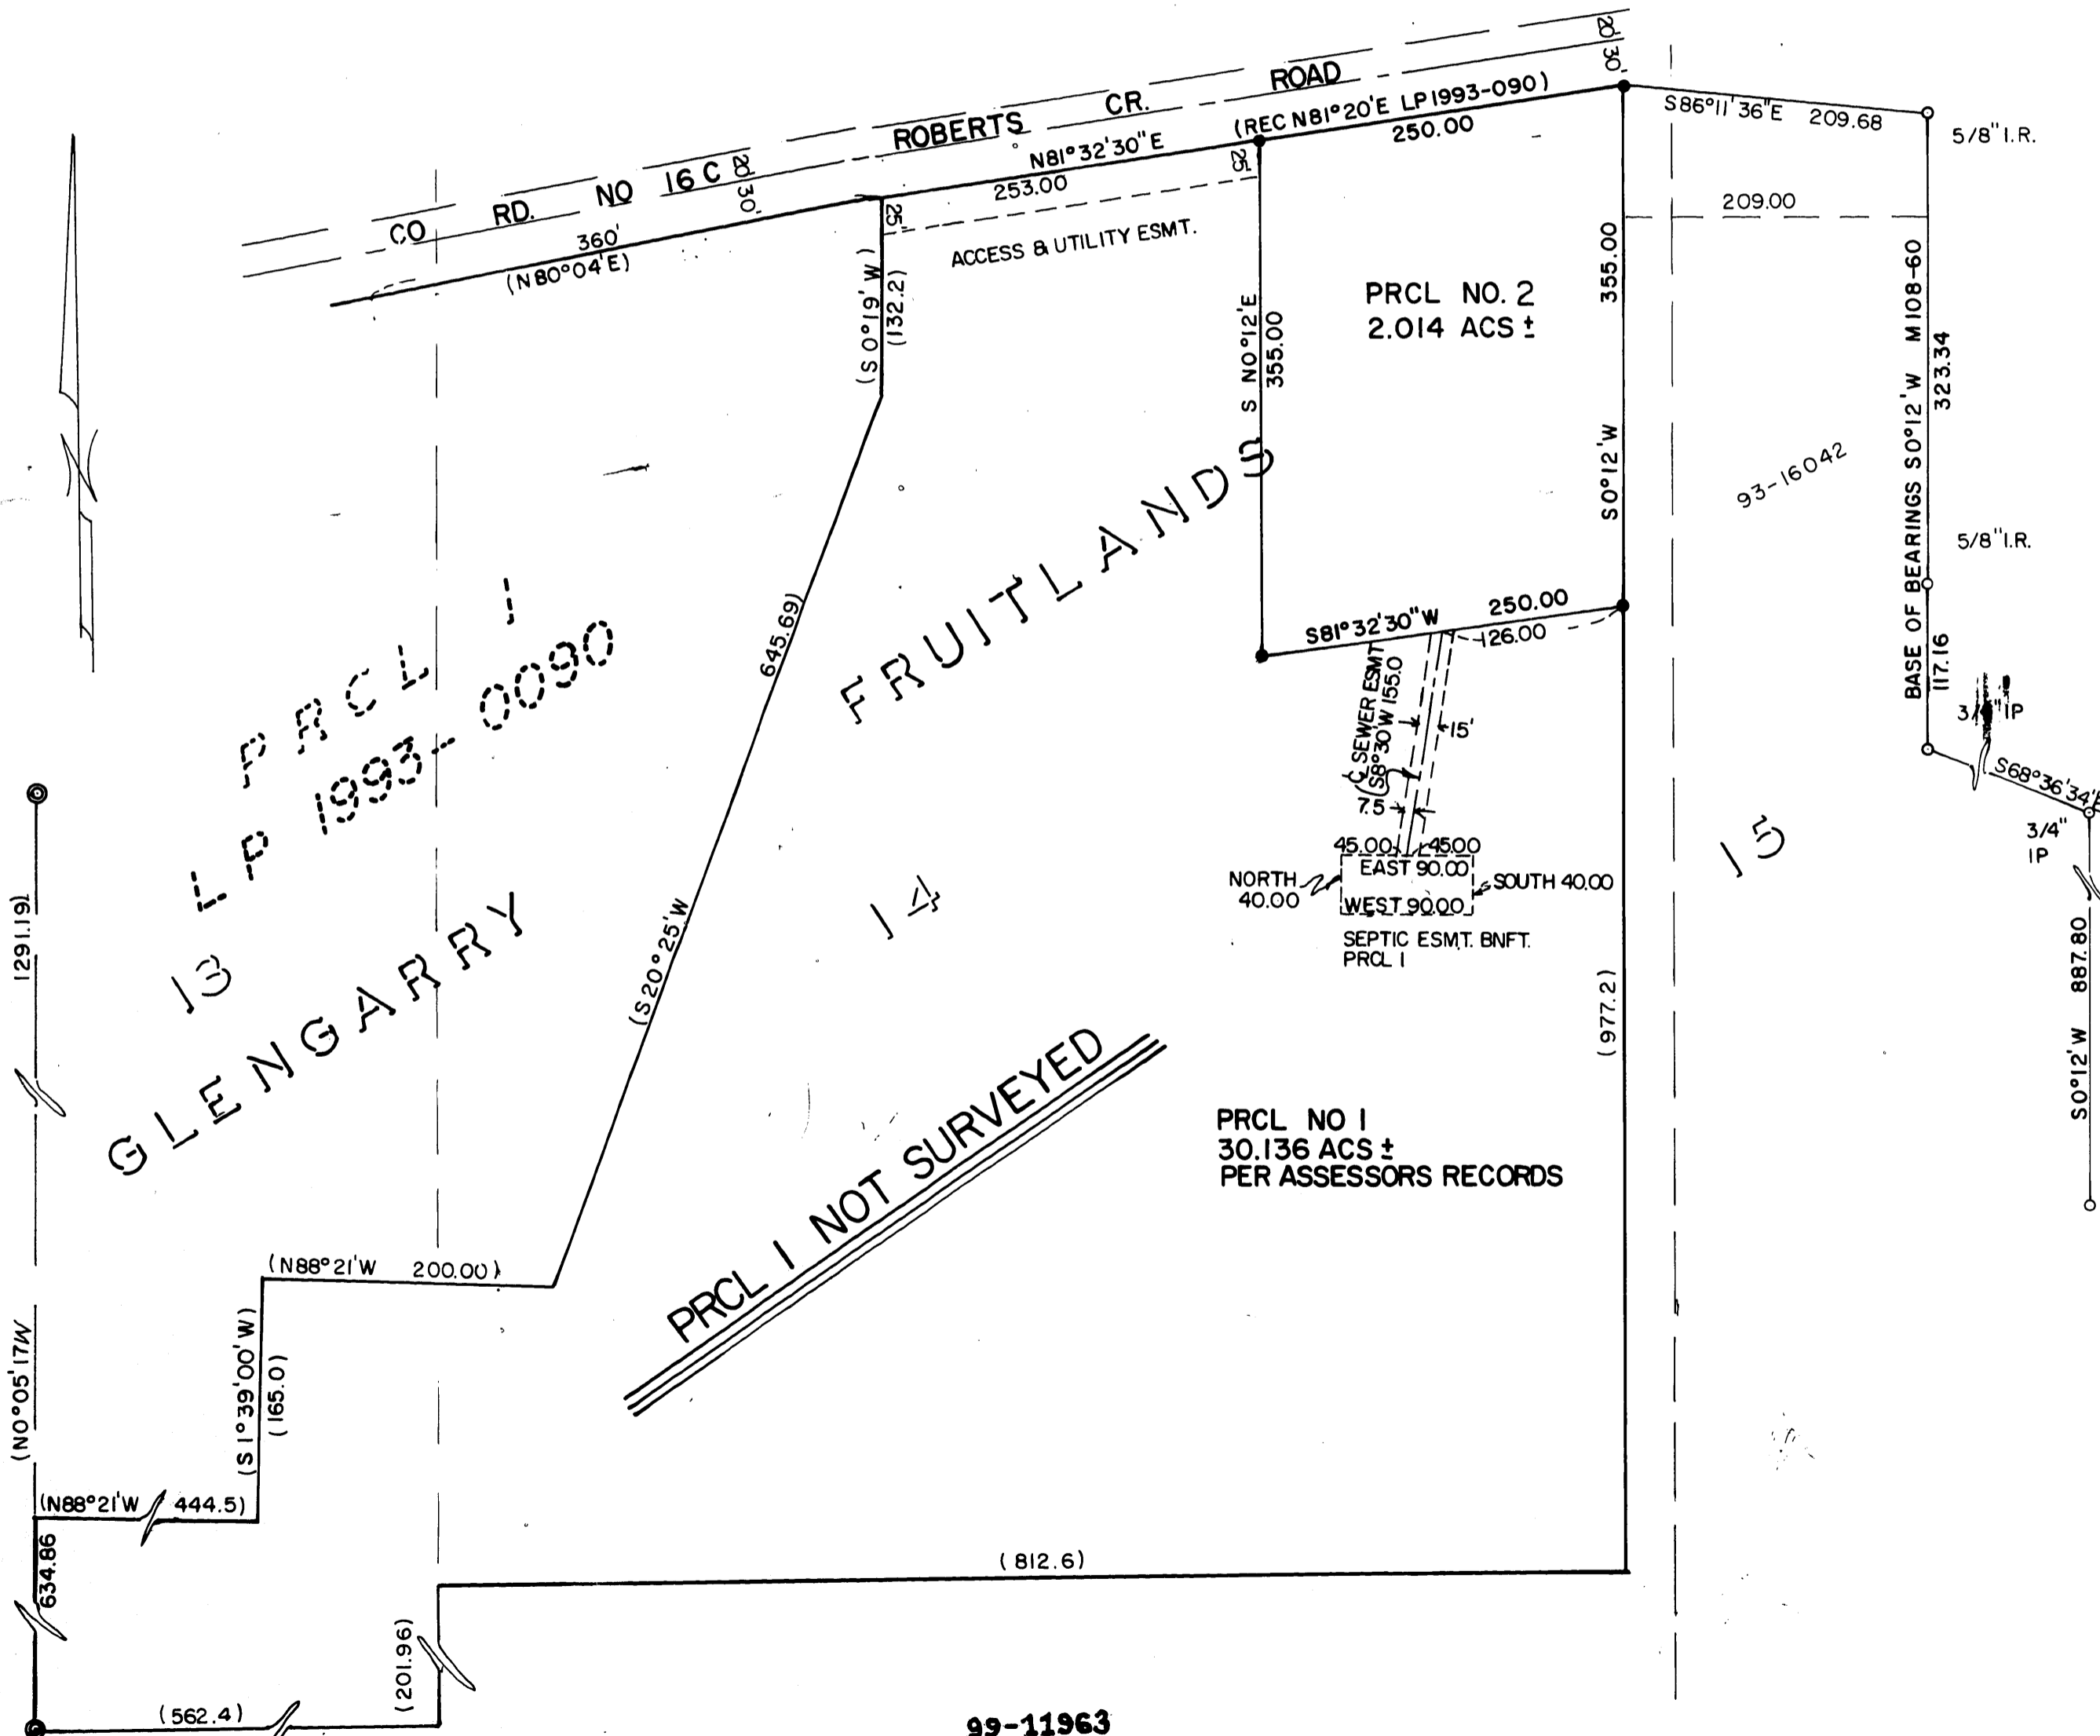 20' 30'
CO RD. NO 16 C ROBERTS CR. ROAD
20' 30'
360'
(N80°04'E)
N81°32'30"E
253.00
(REC N81°20'E LP1993-090)
250.00
25'
25'
ACCESS & UTILITY ESMT.
(S0°19'W)
(132.2)
S86°11'36"E 209.68
5/8" I.R.
209.00
PRCL NO. 2
2.014 ACS ±
S N0°12'E
355.00
355.00
S0°12'W
BASE OF BEARINGS S0°12'W M108-60
323.34
93-16042
5/8" I.R.
117.16
3/4" IP
S68°36'34"E
3/4"
IP
S0°12'W 887.80
S81°32'30"W 250.00
126.00
℄ SEWER ESMT
S8°30'W 155.0
15'
7.5
45.00 45.00
EAST 90.00
NORTH
40.00
SOUTH 40.00
WEST 90.00
SEPTIC ESMT. BNFT.
PRCL 1
645.69)
(S20°25'W
FRUITLANDS
PRCL 1
LP 1993-0090
13
GLENGARRY
14
15
1291.19)
(N0°05'17W
(977.2)
PRCL NO 1
30.136 ACS ±
PER ASSESSORS RECORDS
PRCL 1 NOT SURVEYED
(N88°21'W 200.00)
(S1°39'00'W)
(165.0)
(N88°21'W 444.5)
634.86
(812.6)
(201.96)
(562.4)
99-11963